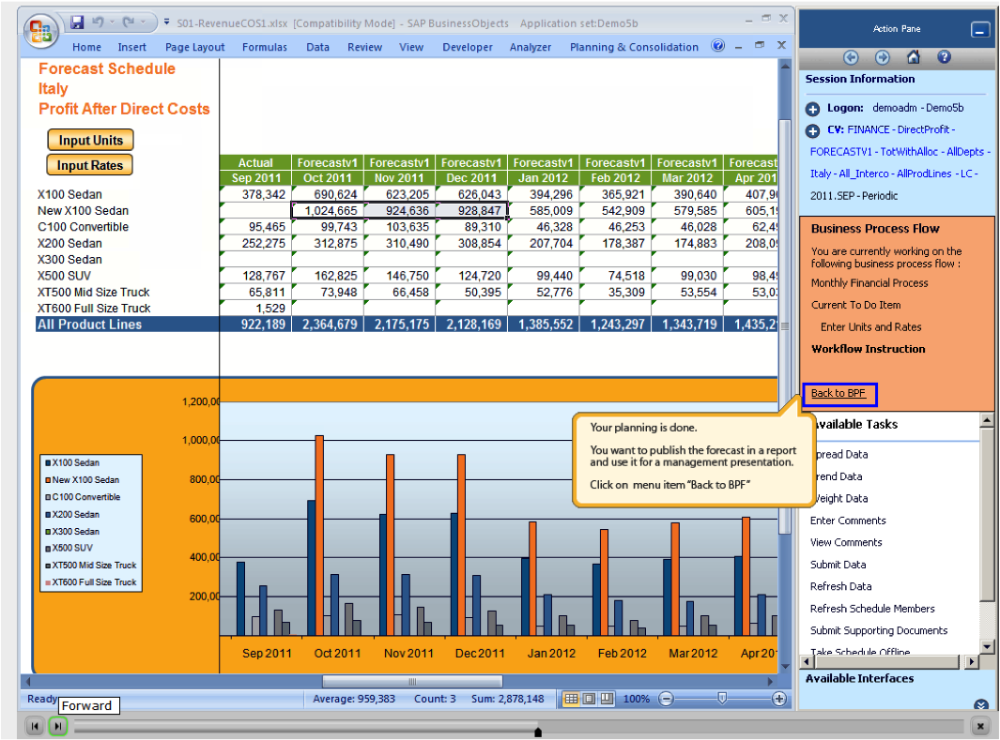 S01-RevenueCOS1.xlsx [Compatibility Mode] - SAP BusinessObjects Application set:Demo5b
Home Insert Page Layout Formulas Data Review View Developer Analyzer Planning & Consolidation
Forecast Schedule
Italy
Profit After Direct Costs
Input Units
Input Rates
Actual Forecastv1 Forecastv1 Forecastv1 Forecastv1 Forecastv1 Forecastv1 Forecast
Sep 2011 Oct 2011 Nov 2011 Dec 2011 Jan 2012 Feb 2012 Mar 2012 Apr 201
X100 Sedan 378,342 690,624 623,205 626,043 394,296 365,921 390,640 407,9
New X100 Sedan 1,024,665 924,636 928,847 585,009 542,909 579,585 605,1
C100 Convertible 95,465 99,743 103,635 89,310 46,328 46,253 46,028 62,4
X200 Sedan 252,275 312,875 310,490 308,854 207,704 178,387 174,883 208,0
X300 Sedan
X500 SUV 128,767 162,825 146,750 124,720 99,440 74,518 99,030 98,4
XT500 Mid Size Truck 65,811 73,948 66,458 50,395 52,776 35,309 53,554 53,0
XT600 Full Size Truck 1,529
All Product Lines 922,189 2,364,679 2,175,175 2,128,169 1,385,552 1,243,297 1,343,719 1,435,2
1,200,00
1,000,00
800,00
600,00
400,00
200,00
X100 Sedan
New X100 Sedan
C100 Convertible
X200 Sedan
X300 Sedan
X500 SUV
XT500 Mid Size Truck
XT600 Full Size Truck
Sep 2011 Oct 2011 Nov 2011 Dec 2011 Jan 2012 Feb 2012 Mar 2012 Apr 20
Your planning is done.
You want to publish the forecast in a report
and use it for a management presentation.
Click on menu item "Back to BPF"
Ready Average: 959,383 Count: 3 Sum: 2,878,148 100%
Forward
Action Pane
Session Information
Logon: demoadm - Demo5b
CV: FINANCE - DirectProfit -
FORECASTV1 - TotWithAlloc - AllDepts -
Italy - All_Interco - AllProdLines - LC -
2011.SEP - Periodic
Business Process Flow
You are currently working on the
following business process flow :
Monthly Financial Process
Current To Do Item
Enter Units and Rates
Workflow Instruction
Back to BPF
vailable Tasks
pread Data
rend Data
eight Data
Enter Comments
View Comments
Submit Data
Refresh Data
Refresh Schedule Members
Submit Supporting Documents
Take Schedule Offline
Available Interfaces